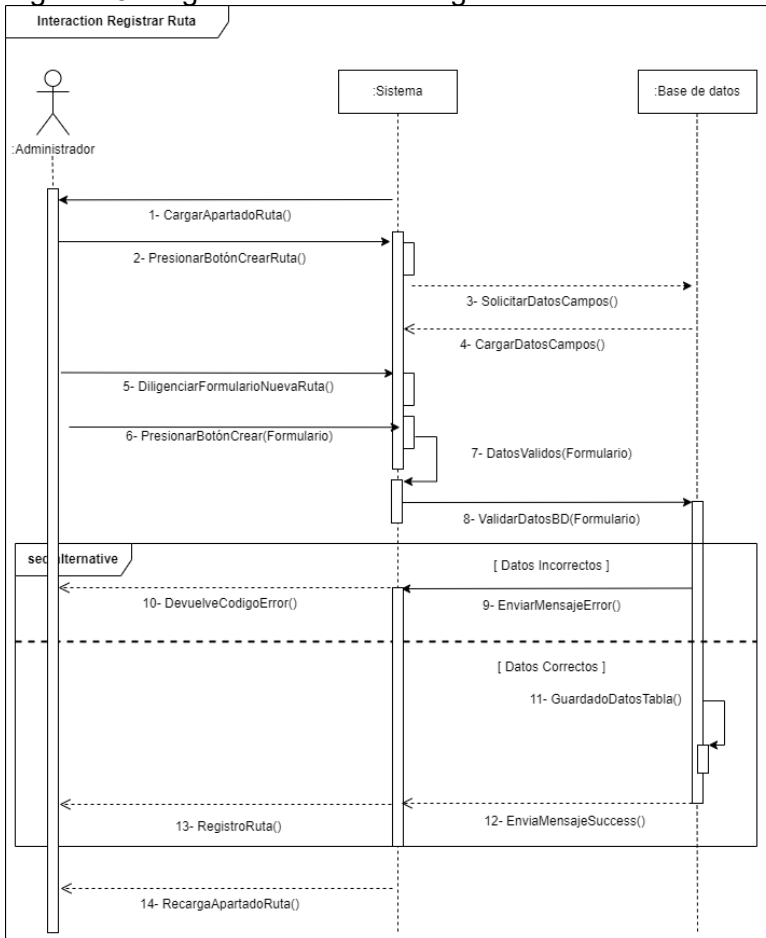 Interaction Registrar Ruta
:Sistema
:Base de datos
:Administrador
1- CargarApartadoRuta()
2- PresionarBotónCrearRuta()
3- SolicitarDatosCampos()
4- CargarDatosCampos()
5- DiligenciarFormularioNuevaRuta()
6- PresionarBotónCrear(Formulario)
7- DatosValidos(Formulario)
8- ValidarDatosBD(Formulario)
[ Datos Incorrectos ]
10- DevuelveCodigoError()
9- EnviarMensajeError()
[ Datos Correctos ]
11- GuardadoDatosTabla()
12- EnviaMensajeSuccess()
13- RegistroRuta()
14- RecargaApartadoRuta()